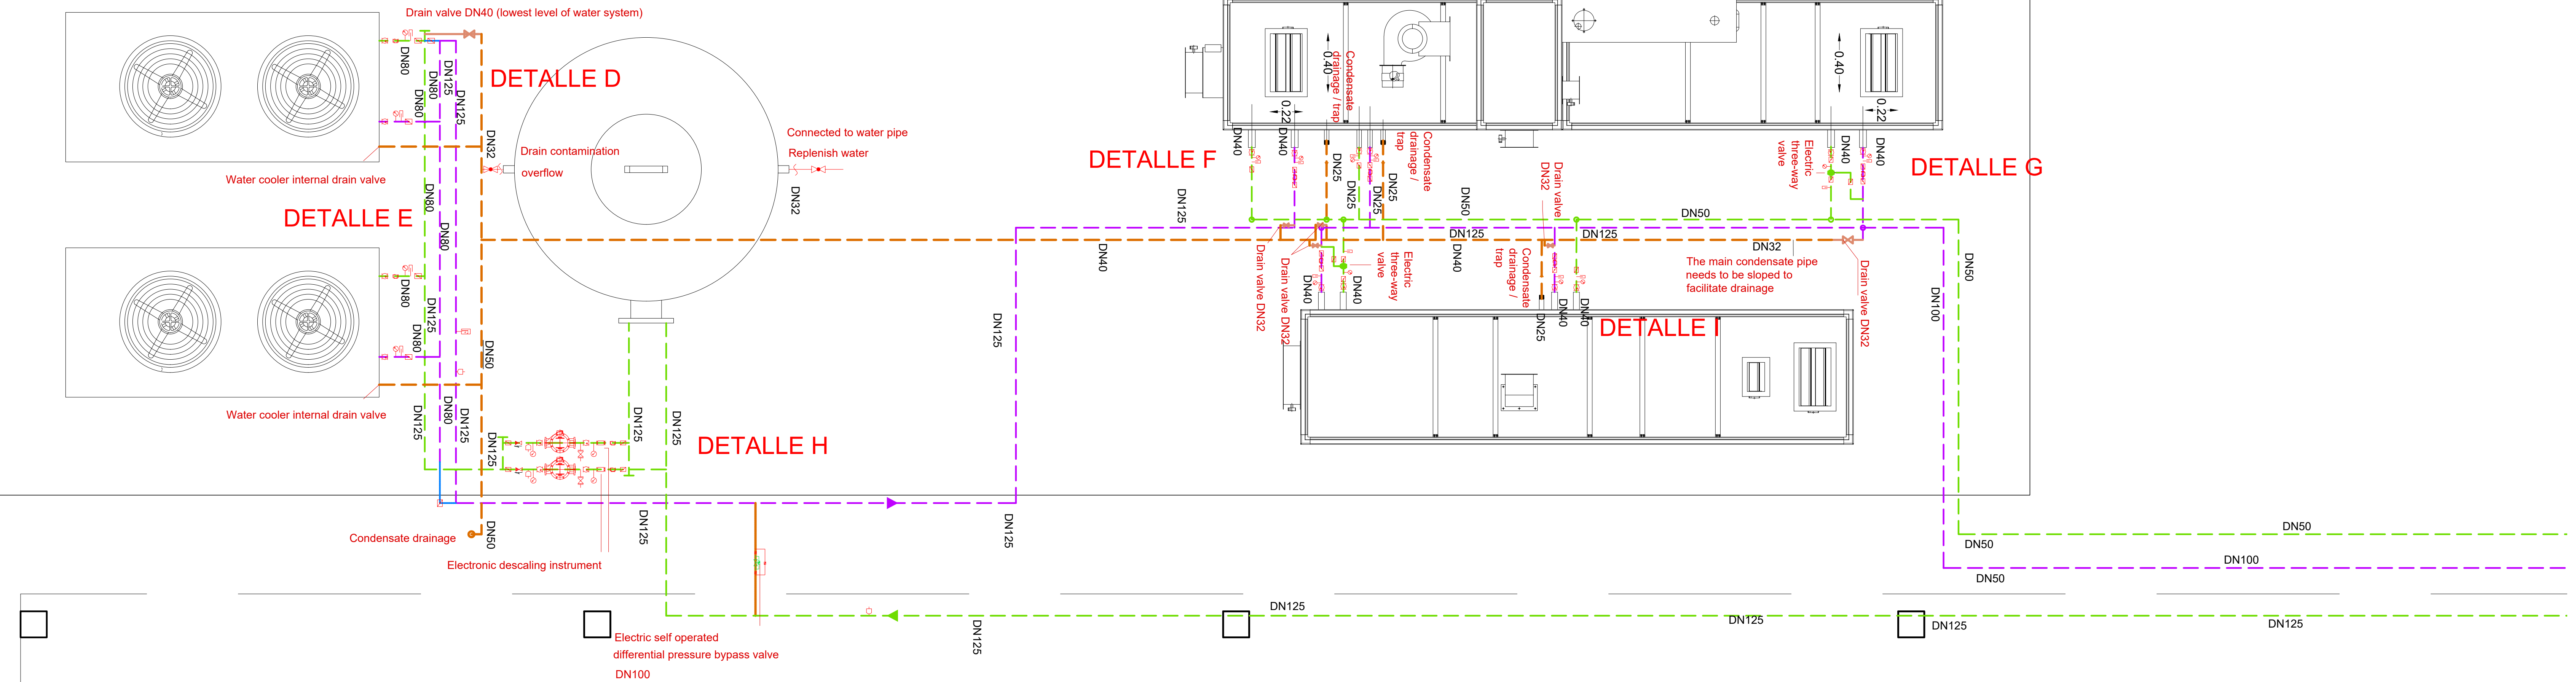 Drain valve DN40 (lowest level of water system)
DN80
DN80
DN80
DN125
DN125
DETALLE D
DN32
Drain contamination
overflow
Connected to water pipe
Replenish water
DN32
Water cooler internal drain valve
DN80
DETALLE E
DN80
DN80
DN125
DN80
DN50
Water cooler internal drain valve
DN125
DN80
DN125
DN125
DN125
DN125
DETALLE H
Condensate drainage
DN50
Electronic descaling instrument
DN125
Electric self operated
differential pressure bypass valve
DN100
DN125
DN125
DN125
DN125
DN40
DETALLE F
0.40
0.22
Condensate
drainage / trap
DN40
DN40
DN25
DN25
DN25
DN25
Condensate
drainage /
trap
DN50
DN125
DN40
Drain valve DN32
Drain valve DN32
DN40
DN40
Electric
three-way
valve
Condensate
drainage /
trap
Drain valve
DN32
DN125
DN25
DN40
DN40
DETALLE I
0.40
0.22
Electric
three-way
valve
DN40
DN40
DETALLE G
DN50
DN32
The main condensate pipe
needs to be sloped to
facilitate drainage
Drain valve DN32
DN100
DN50
DN50
DN50
DN100
DN50
DN125
DN125
DN125
DN125